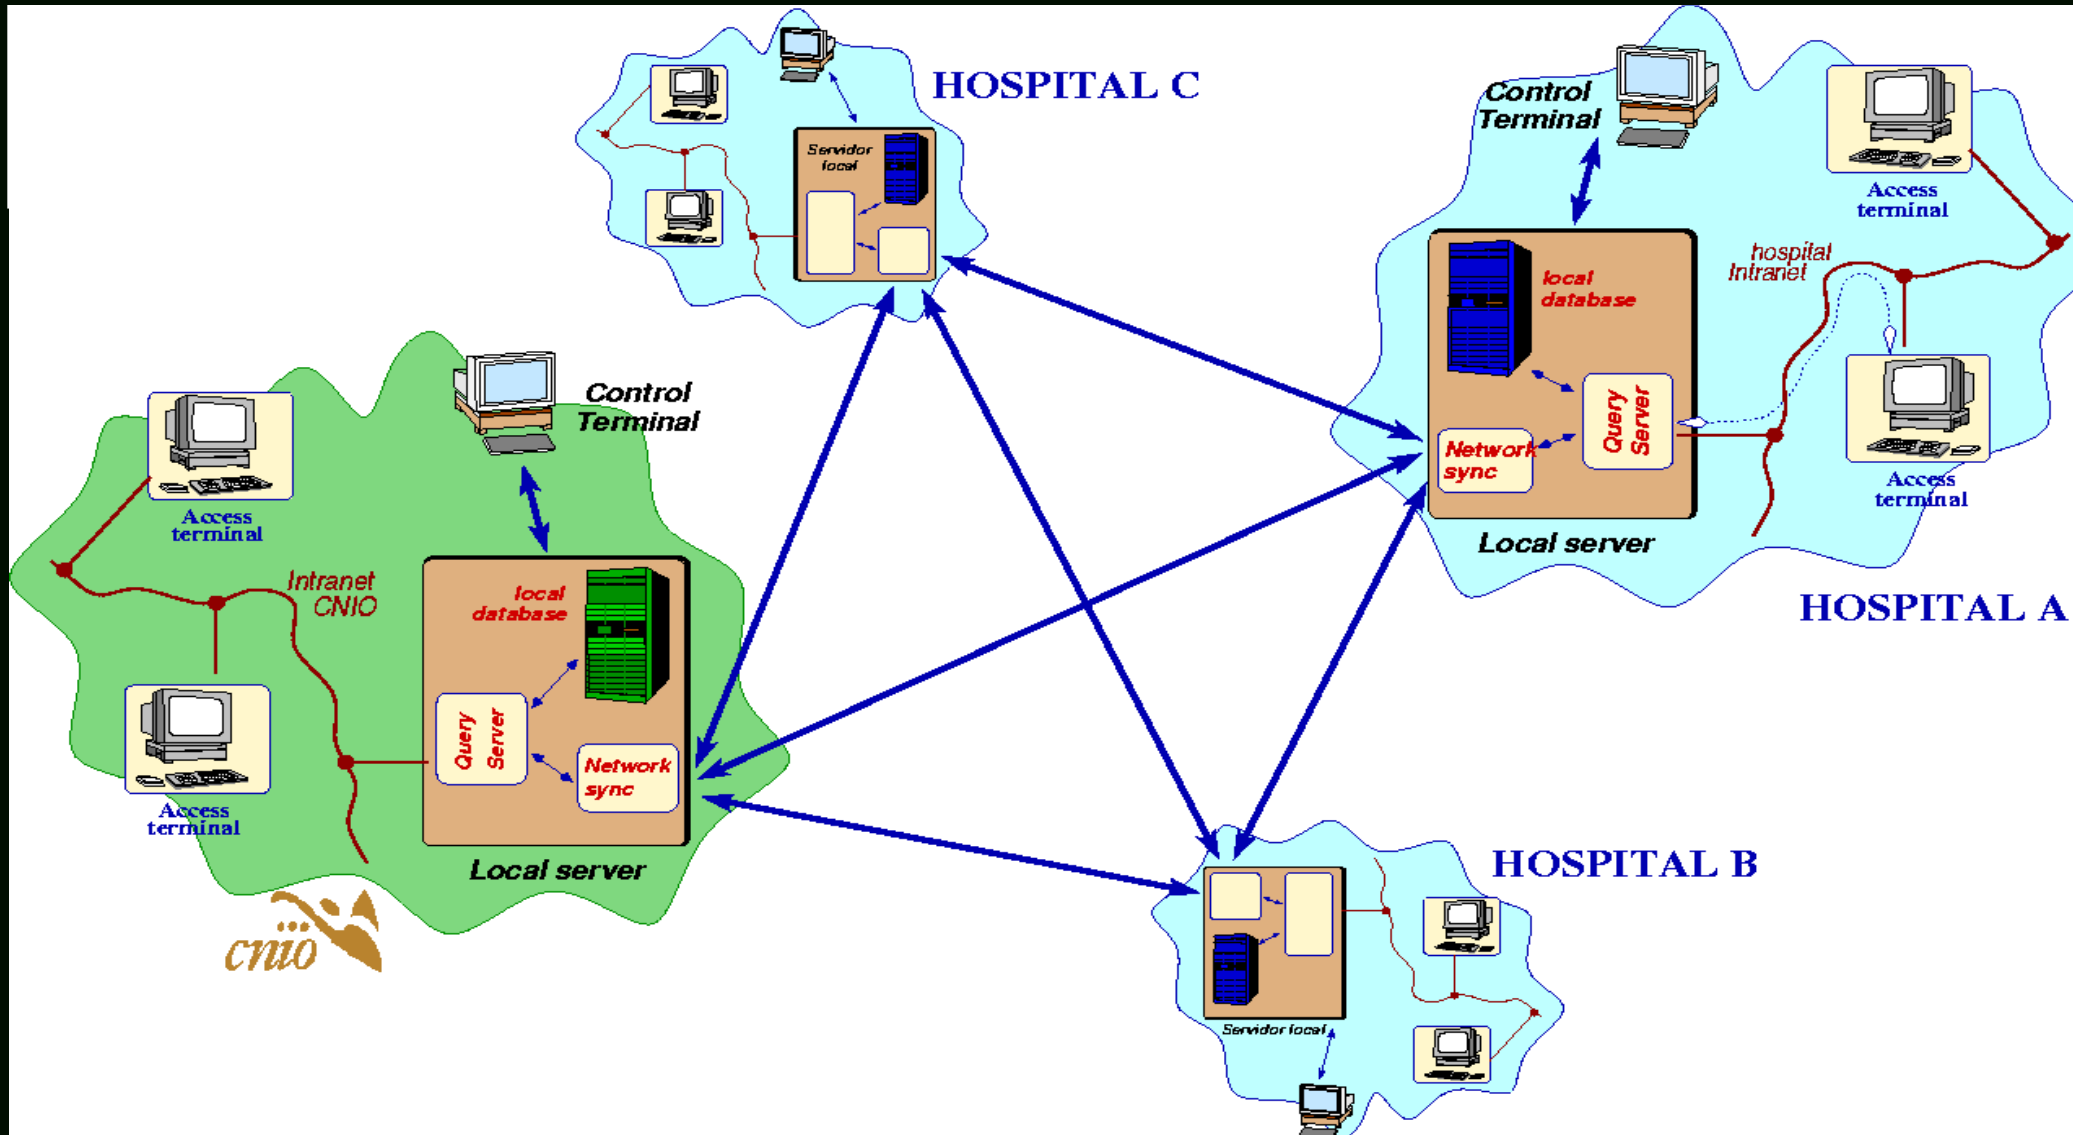 HOSPITAL C
Servidor
local
Control
Terminal
Access
terminal
hospital
Intranet
local
database
Query
Server
Network
sync
Access
terminal
Local server
HOSPITAL A
Control
Terminal
Access
terminal
Intranet
CNIO
local
database
Query
Server
Network
sync
Access
terminal
Local server
cnio
HOSPITAL B
Servidor local